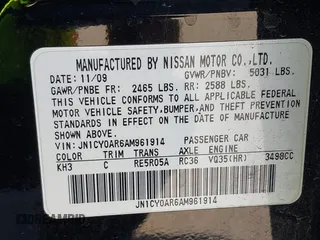 MANUFACTURED BY NISSAN MOTOR CO.,LTD.
DATE: 11/09 GVWR/PNBV: 5031 LBS.
GAWR/PNBE FR: 2465 LBS. RR: 2588 LBS.
THIS VEHICLE CONFORMS TO ALL APPLICABLE FEDERAL
MOTOR VEHICLE SAFETY, BUMPER, AND THEFT PREVENTION
STANDARDS IN EFFECT ON THE DATE OF MANUFACTURE
SHOWN ABOVE.
VIN: JN1CY0AR6AM961914 PASSENGER CAR
COLOR TRIM TRANS AXLE ENGINE
KH3 C RE5R05A RC36 VQ35(HR) 3498CC
JN1CY0AR6AM961914